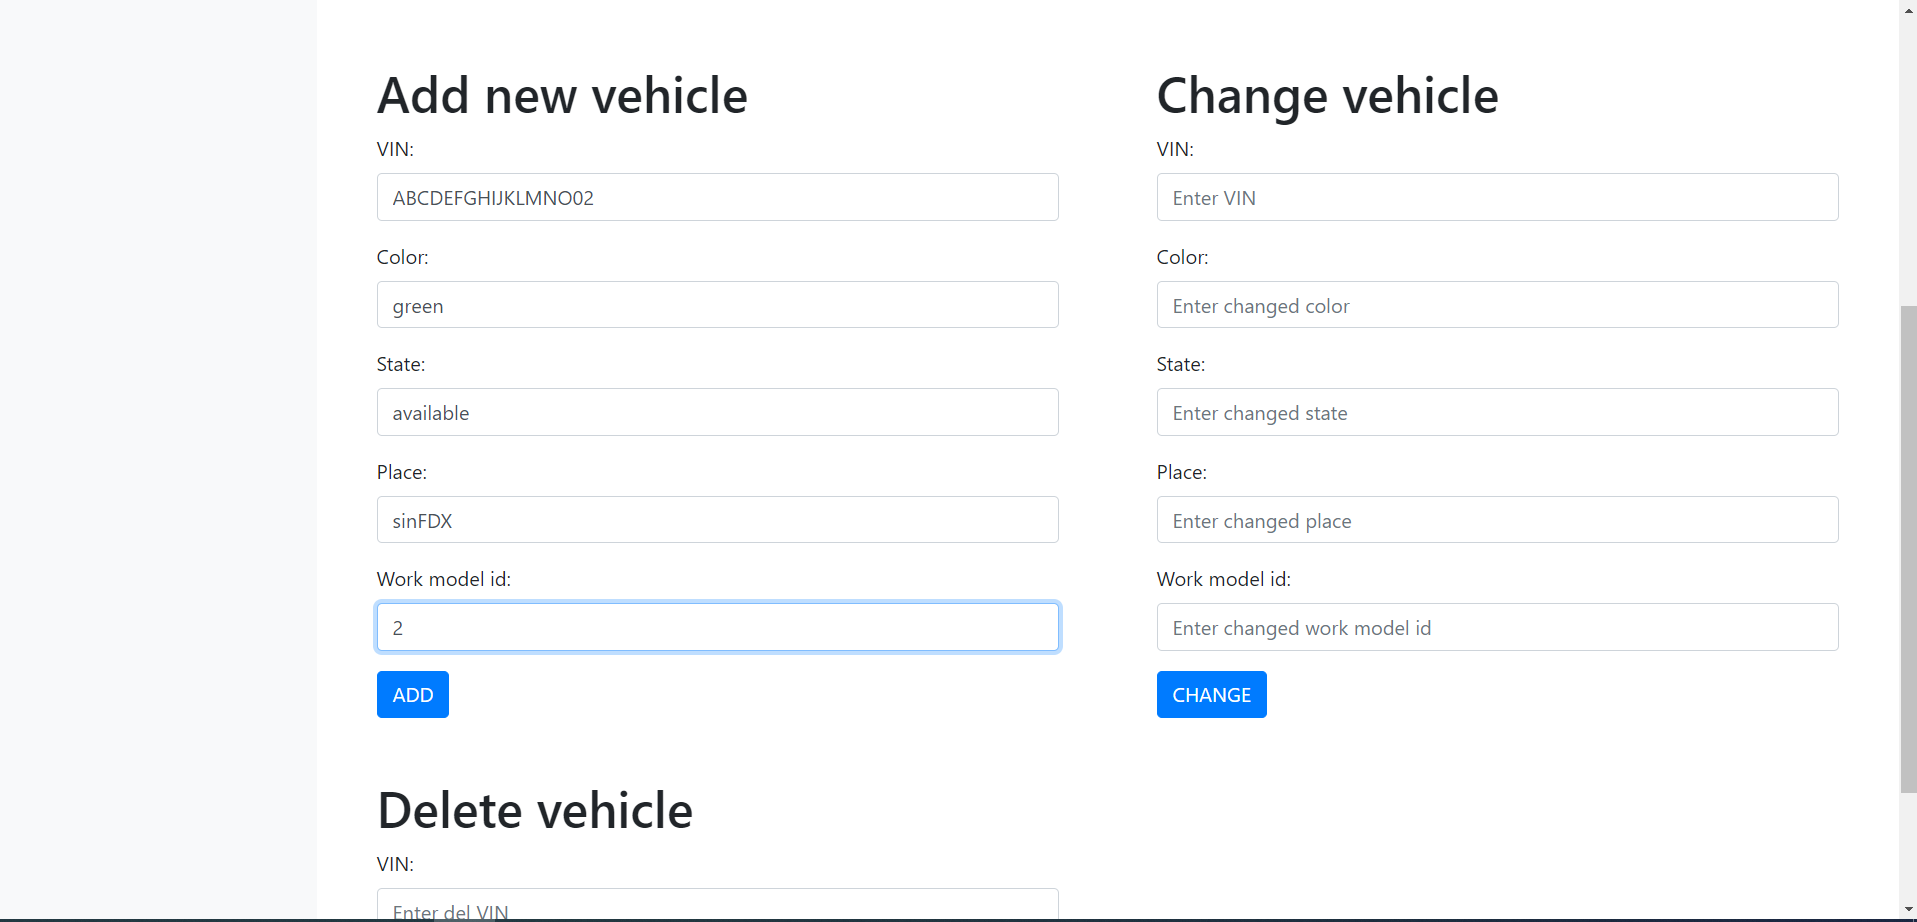 Add new vehicle
VIN:
ABCDEFGHIJKLMNO02
Color:
green
State:
available
Place:
sinFDX
Work model id:
2
ADD
Change vehicle
VIN:
Enter VIN
Color:
Enter changed color
State:
Enter changed state
Place:
Enter changed place
Work model id:
Enter changed work model id
CHANGE
Delete vehicle
VIN:
Enter del VIN